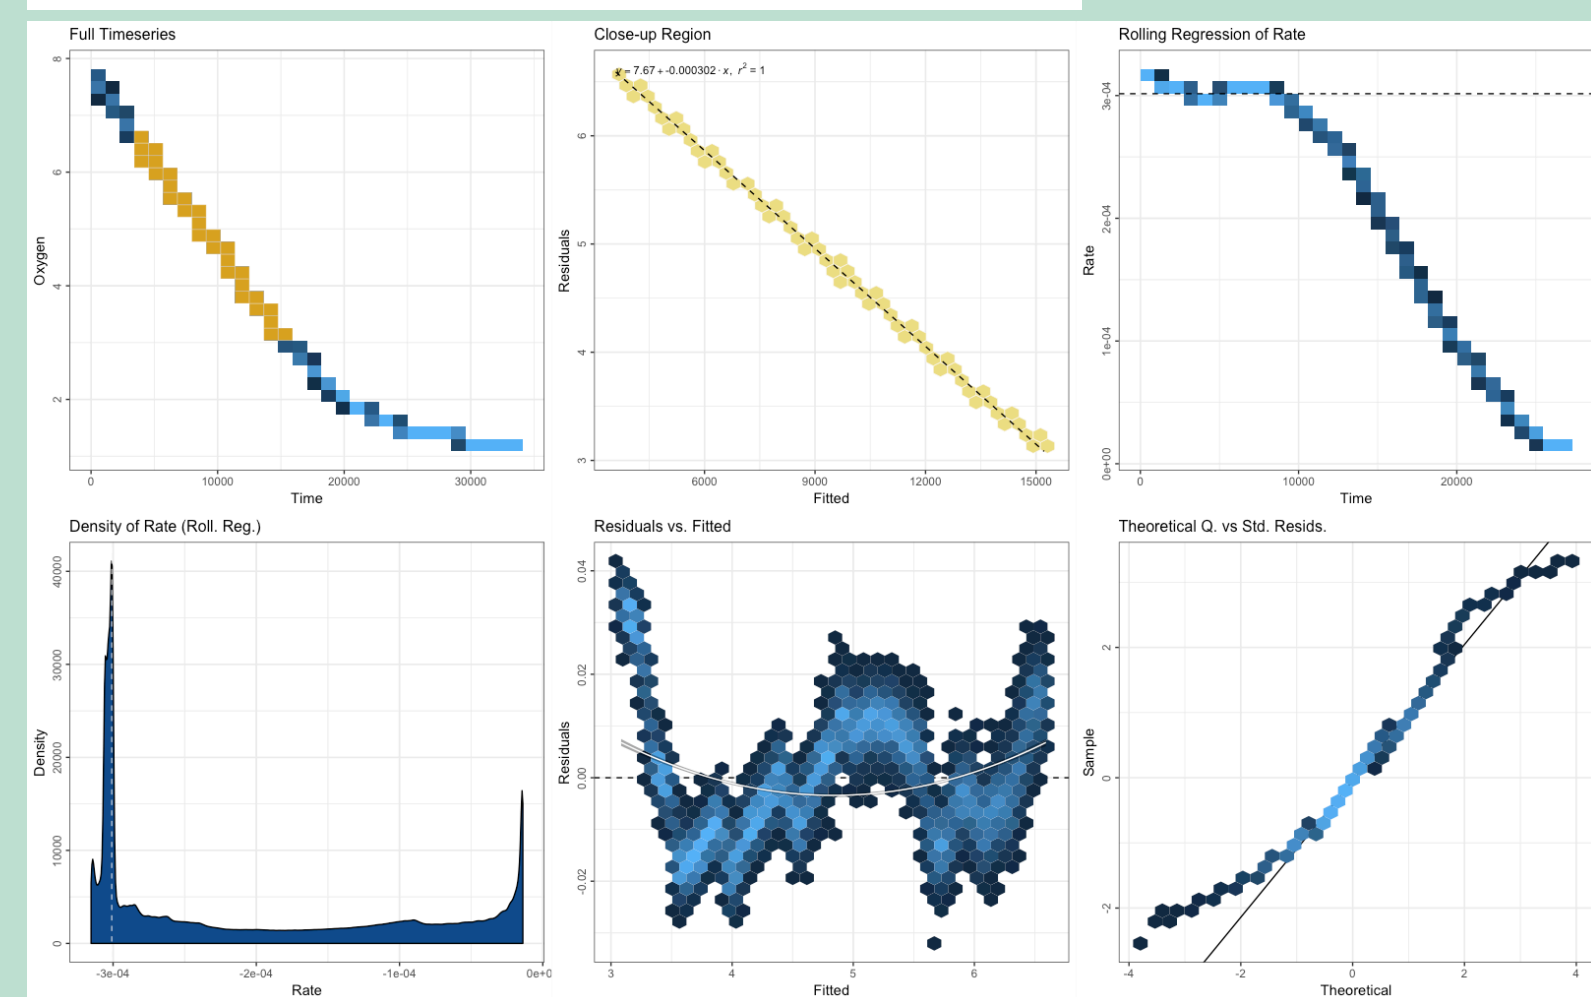 Full Timeseries
8
6
4
2
Oxygen
0 10000 20000 30000
Time
Close-up Region
y = 7.67 + -0.000302 · x, r² = 1
6
5
4
3
Residuals
6000 9000 12000 15000
Fitted
Rolling Regression of Rate
3e-04
2e-04
1e-04
0e+00
Rate
0 10000 20000
Time
Density of Rate (Roll. Reg.)
40000
30000
20000
10000
0
Density
-3e-04 -2e-04 -1e-04
Rate
Residuals vs. Fitted
0.04
0.02
0.00
-0.02
Residuals
3 4 5 6
Fitted
Theoretical Q. vs Std. Resids.
2
0
-2
Sample
-4 -2 0 2 4
Theoretical